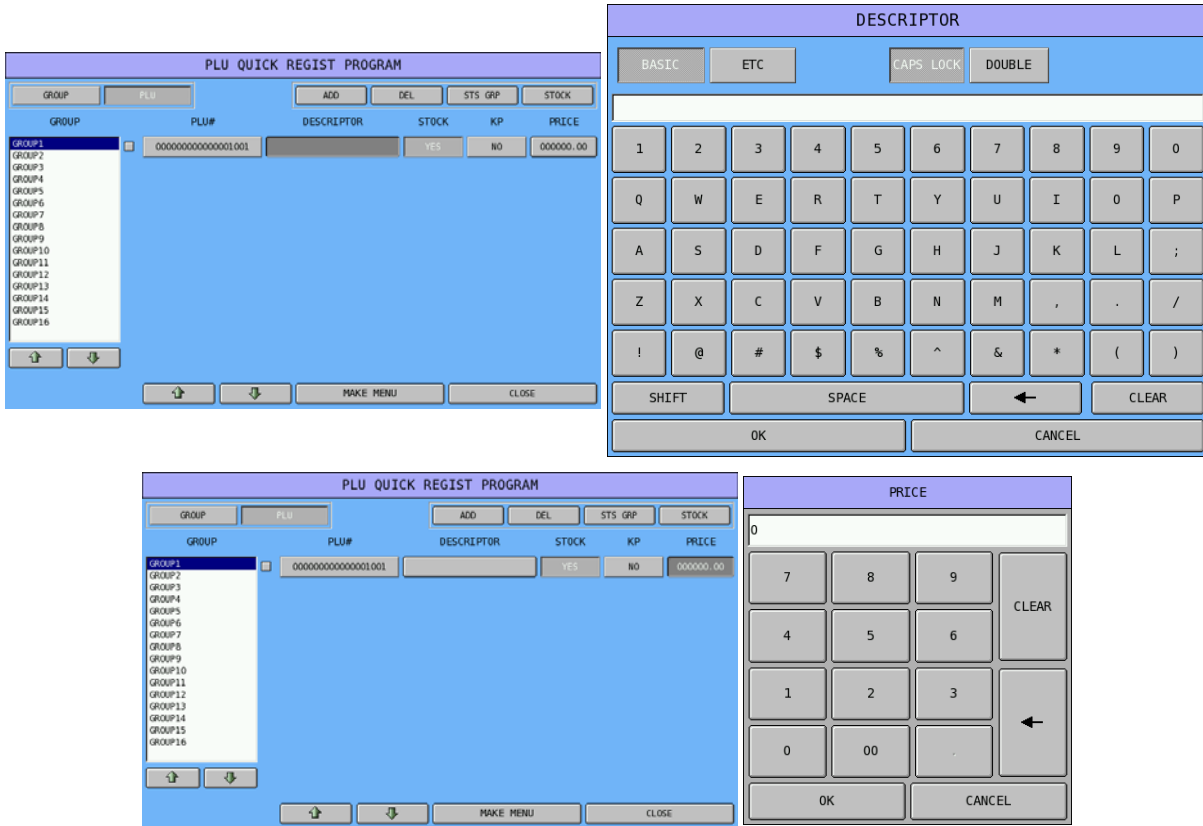 PLU QUICK REGIST PROGRAM
GROUP PLU ADD DEL STS GRP STOCK
GROUP PLU# DESCRIPTOR STOCK KP PRICE
GROUP1 000000000000001001 YES NO 000000.00
GROUP2
GROUP3
GROUP4
GROUP5
GROUP6
GROUP7
GROUP8
GROUP9
GROUP10
GROUP11
GROUP12
GROUP13
GROUP14
GROUP15
GROUP16
MAKE MENU CLOSE
DESCRIPTOR
BASIC ETC CAPS LOCK DOUBLE
1 2 3 4 5 6 7 8 9 0
Q W E R T Y U I O P
A S D F G H J K L ;
Z X C V B N M , . /
! @ # $ % ^ & * ( )
SHIFT SPACE CLEAR
OK CANCEL
PLU QUICK REGIST PROGRAM
GROUP PLU ADD DEL STS GRP STOCK
GROUP PLU# DESCRIPTOR STOCK KP PRICE
GROUP1 000000000000001001 YES NO 000000.00
GROUP2
GROUP3
GROUP4
GROUP5
GROUP6
GROUP7
GROUP8
GROUP9
GROUP10
GROUP11
GROUP12
GROUP13
GROUP14
GROUP15
GROUP16
MAKE MENU CLOSE
PRICE
0
7 8 9 CLEAR
4 5 6
1 2 3
0 00 .
OK CANCEL